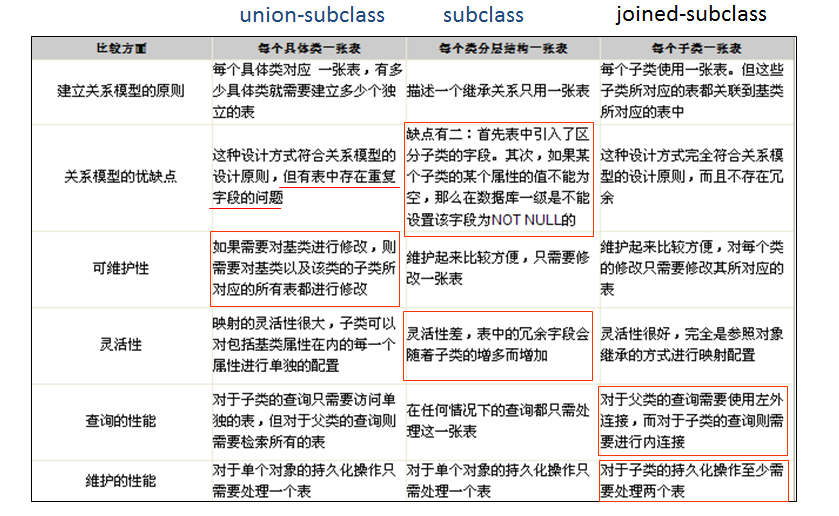 union-subclass
subclass
joined-subclass
比较方面
每个具体类一张表
每个类分层结构一张表
每个子类一张表
建立关系模型的原则
每个具体类对应 一张表，有多
少具体类就需要建立多少个独
立的表
描述一个继承关系只用一张表
每个子类使用一张表。但这些
子类所对应的表都关联到基类
所对应的表中
关系模型的优缺点
这种设计方式符合关系模型的
设计原则，但有表中存在重复
字段的问题
缺点有二：首先表中引入了区
分子类的字段。其次，如果某
个子类的某个属性的值不能为
空，那么在数据库一级是不能
设置该字段为NOT NULL的
这种设计方式完全符合关系模
型的设计原则，而且不存在冗
余
可维护性
如果需要对基类进行修改，则
需要对基类以及该类的子类所
对应的所有表都进行修改
维护起来比较方便，只需要修
改一张表
维护起来比较方便，对每个类
的修改只需要修改其所对应的
表
灵活性
映射的灵活性很大，子类可以
对包括基类属性在内的每一个
属性进行单独的配置
灵活性差，表中的冗余字段会
随着子类的增多而增加
灵活性很好，完全是参照对象
继承的方式进行映射配置
查询的性能
对于子类的查询只需要访问单
独的表，但对于父类的查询则
需要检索所有的表
在任何情况下的查询都只需处
理这一张表
对于父类的查询需要使用左外
连接，而对于子类的查询则需
要进行内连接
维护的性能
对于单个对象的持久化操作只
需要处理一个表
对于单个对象的持久化操作只
需处理一个表
对于子类的持久化操作至少需
要处理两个表